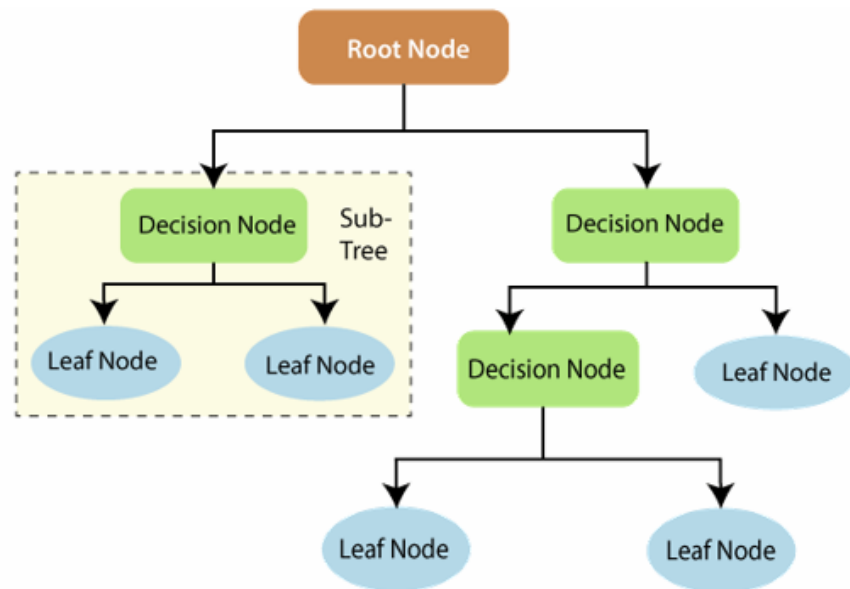 Root Node
Decision Node
Sub-
Tree
Decision Node
Leaf Node
Leaf Node
Decision Node
Leaf Node
Leaf Node
Leaf Node